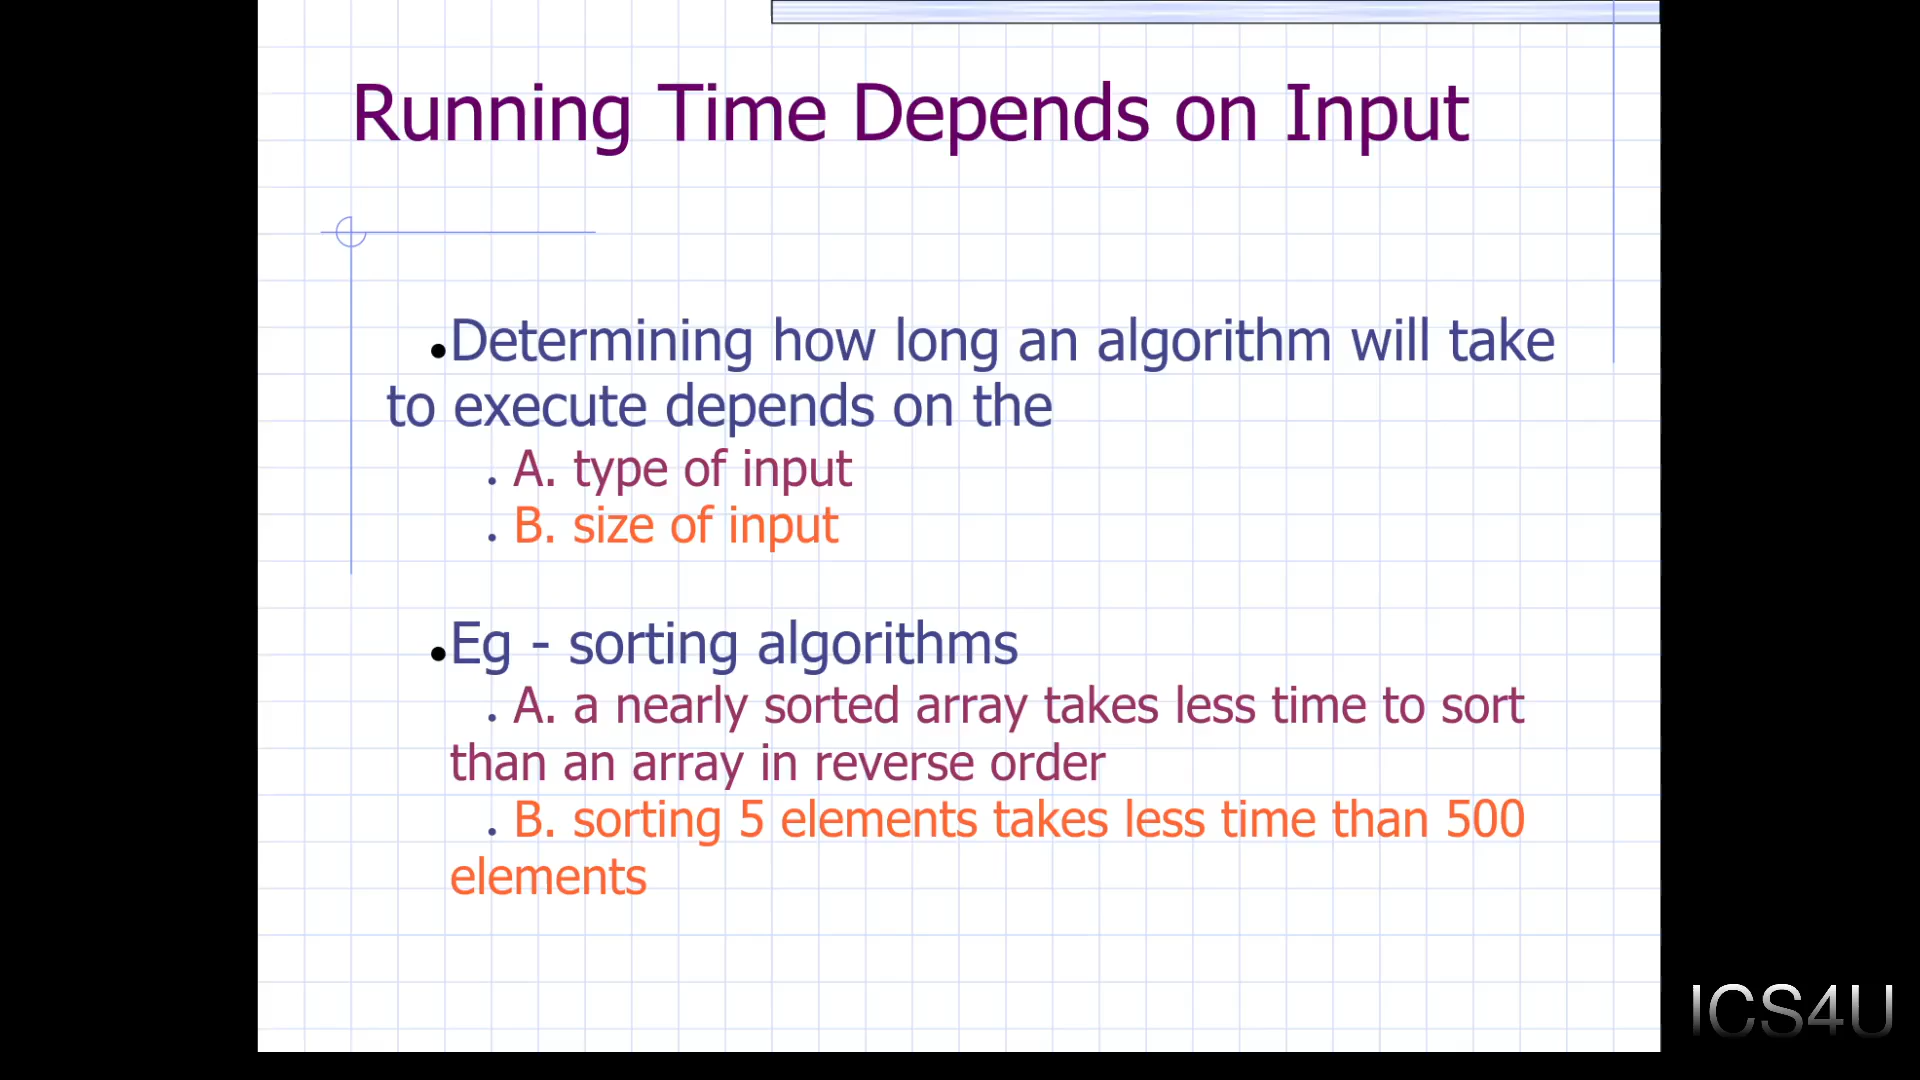 Running Time Depends on Input
•Determining how long an algorithm will take
to execute depends on the
• A. type of input
• B. size of input
•Eg - sorting algorithms
• A. a nearly sorted array takes less time to sort
than an array in reverse order
• B. sorting 5 elements takes less time than 500
elements
ICS4U